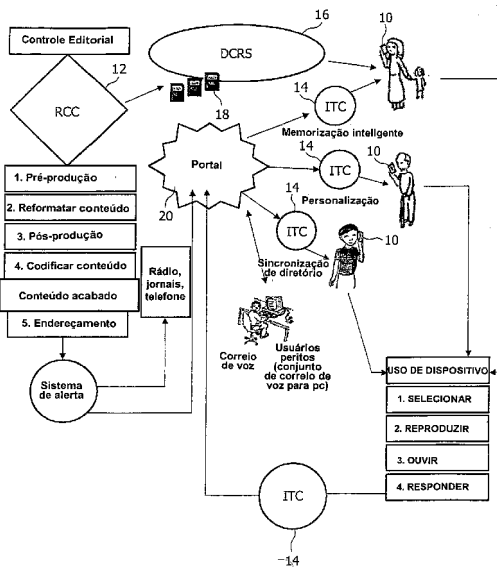 Controle Editorial
12
RCC
1. Pré-produção
2. Reformatar conteúdo
3. Pós-produção
4. Codificar conteúdo
Conteúdo acabado
5. Endereçamento
Sistema
de alerta
Rádio,
jornais,
telefone
16
DCRS
18
Portal
20
14
ITC
Memorização inteligente
10
14
ITC
Personalização
10
14
ITC
Sincronização
de diretório
10
Correio
de voz
Usuários
peritos
(conjunto
de correio de
voz para pc)
USO DE DISPOSITIVO
1. SELECIONAR
2. REPRODUZIR
3. OUVIR
4. RESPONDER
ITC
14